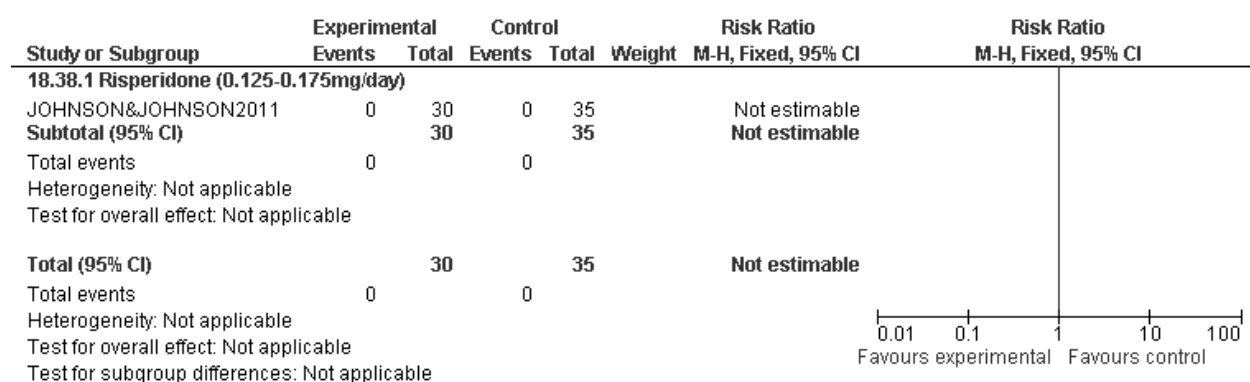 Experimental Control Risk Ratio Risk Ratio
Study or Subgroup Events Total Events Total Weight M-H, Fixed, 95% CI M-H, Fixed, 95% CI
18.38.1 Risperidone (0.125-0.175mg/day)
JOHNSON&JOHNSON2011 0 30 0 35 Not estimable
Subtotal (95% CI) 30 35 Not estimable
Total events 0 0
Heterogeneity: Not applicable
Test for overall effect: Not applicable
Total (95% CI) 30 35 Not estimable
Total events 0 0
Heterogeneity: Not applicable
Test for overall effect: Not applicable
Test for subgroup differences: Not applicable
0.01 0.1 1 10 100
Favours experimental Favours control